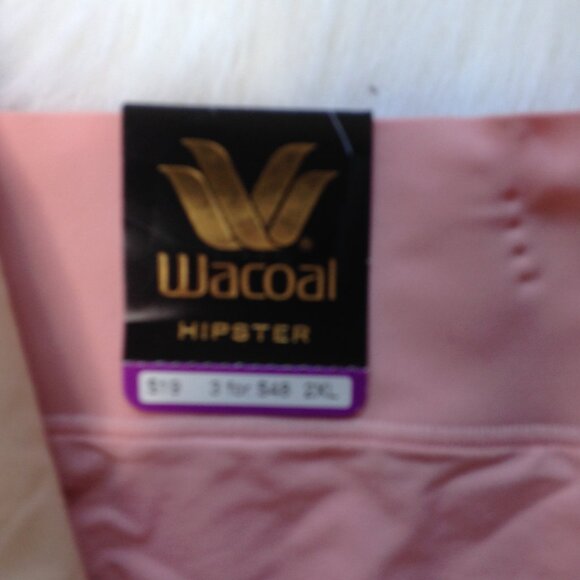 Wacoal
HIPSTER
$19 3 for $48 2XL